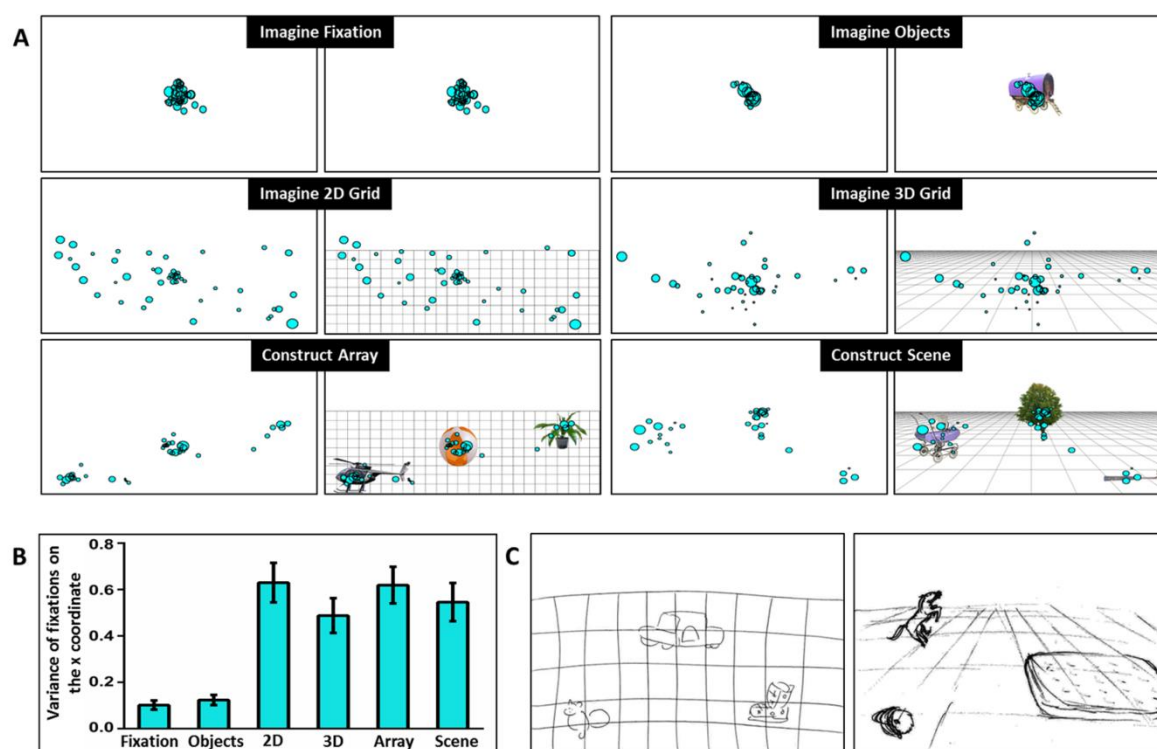 A
Imagine Fixation
Imagine Objects
Imagine 2D Grid
Imagine 3D Grid
Construct Array
Construct Scene
B
Variance of fixations on
the x coordinate
0.8
0.6
0.4
0.2
0.0
Fixation Objects 2D 3D Array Scene
C